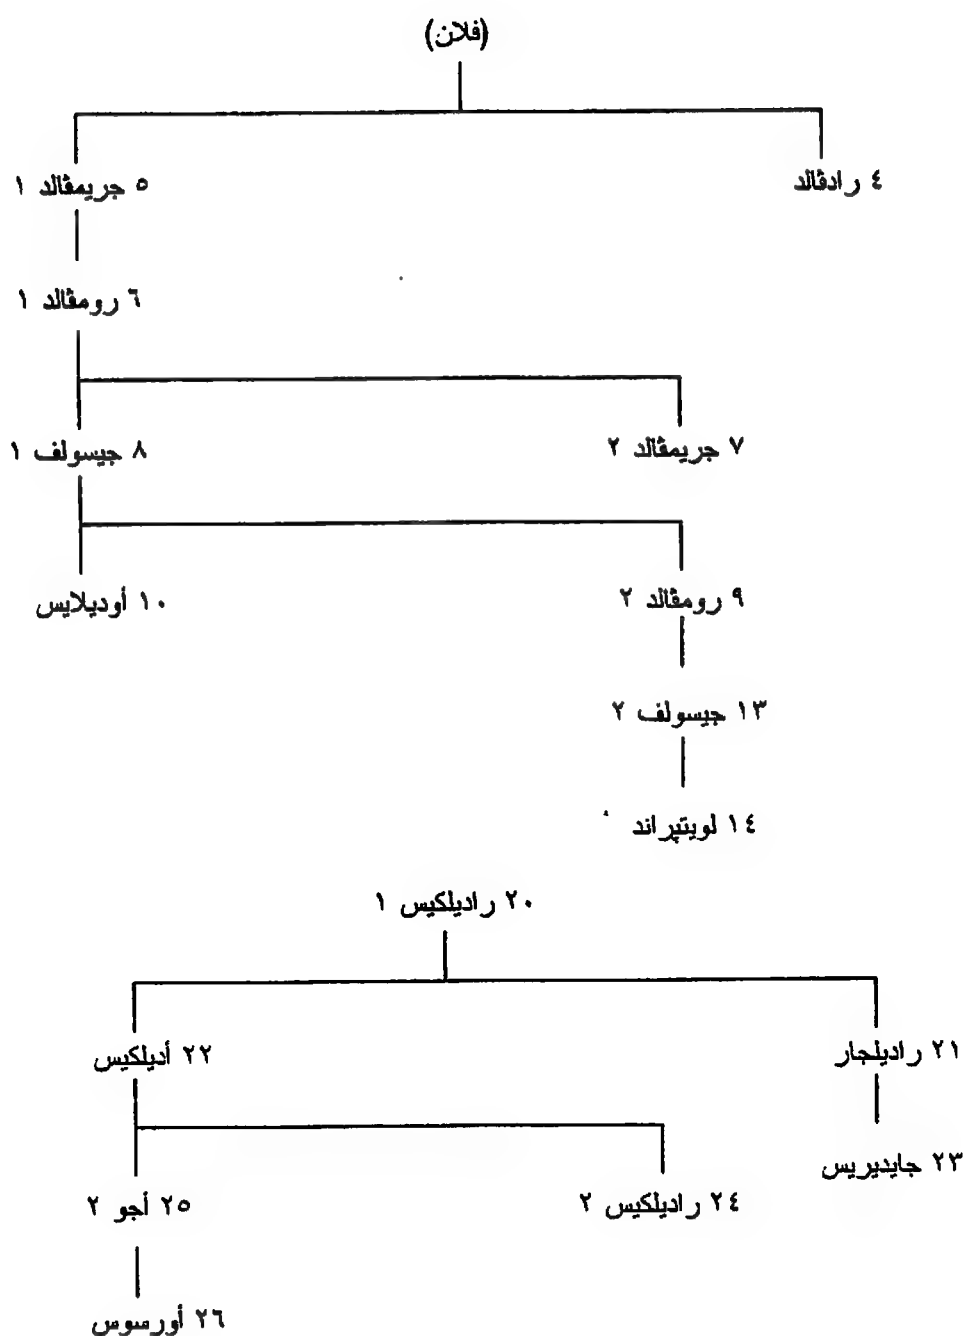 (فلان)
٤ رادڤالد
٥ جريمڤالد ١
٦ رومڤالد ١
٧ جريمڤالد ٢
٨ جيسولف ١
٩ رومڤالد ٢
١٠ أوديلايس
١٣ جيسولف ٢
١٤ لويتپراند
٢٠ راديلكيس ١
٢١ راديلجار
٢٢ أديلكيس
٢٣ جايديريس
٢٤ راديلكيس ٢
٢٥ أجو ٢
٢٦ أورسوس